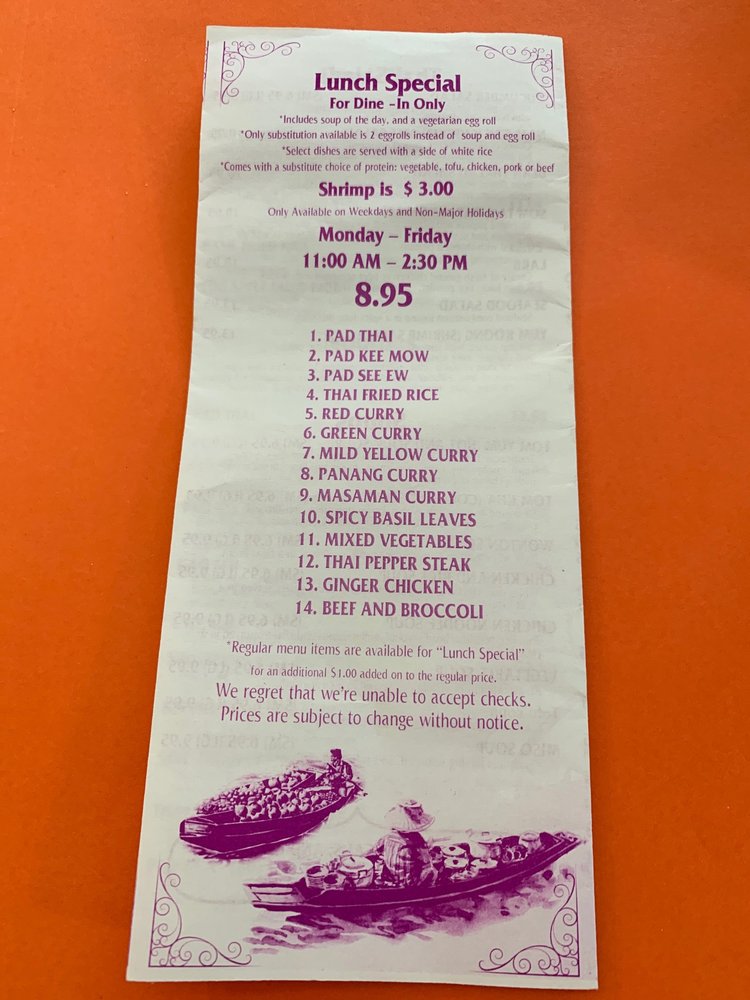 Lunch Special
For Dine -In Only
*Includes soup of the day, and a vegetarian egg roll
*Only substitution available is 2 eggrolls instead of soup and egg roll
*Select dishes are served with a side of white rice
*Comes with a substitute choice of protein: vegetable, tofu, chicken, pork or beef
Shrimp is $ 3.00
Only Available on Weekdays and Non-Major Holidays
Monday – Friday
11:00 AM – 2:30 PM
8.95
1. PAD THAI
2. PAD KEE MOW
3. PAD SEE EW
4. THAI FRIED RICE
5. RED CURRY
6. GREEN CURRY
7. MILD YELLOW CURRY
8. PANANG CURRY
9. MASAMAN CURRY
10. SPICY BASIL LEAVES
11. MIXED VEGETABLES
12. THAI PEPPER STEAK
13. GINGER CHICKEN
14. BEEF AND BROCCOLI
*Regular menu items are available for “Lunch Special”
for an additional $1.00 added on to the regular price.
We regret that we're unable to accept checks.
Prices are subject to change without notice.